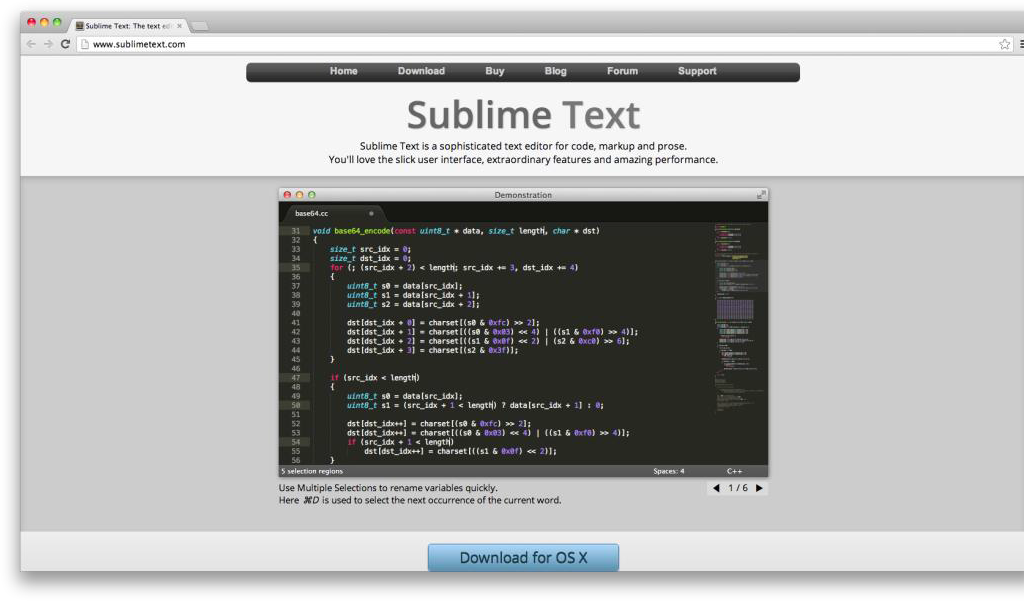 Sublime Text: The text edi
www.sublimetext.com
Home Download Buy Blog Forum Support
Sublime Text
Sublime Text is a sophisticated text editor for code, markup and prose.
You'll love the slick user interface, extraordinary features and amazing performance.
Demonstration
base64.cc
31 void base64_encode(const uint8_t * data, size_t length, char * dst)
32 {
33 size_t src_idx = 0;
34 size_t dst_idx = 0;
35 for (; (src_idx + 2) < length; src_idx += 3, dst_idx += 4)
36 {
37 uint8_t s0 = data[src_idx];
38 uint8_t s1 = data[src_idx + 1];
39 uint8_t s2 = data[src_idx + 2];
40
41 dst[dst_idx + 0] = charset[(s0 & 0xfc) >> 2];
42 dst[dst_idx + 1] = charset[((s0 & 0x03) << 4) | ((s1 & 0xf0) >> 4)];
43 dst[dst_idx + 2] = charset[((s1 & 0x0f) << 2) | (s2 & 0xc0) >> 6];
44 dst[dst_idx + 3] = charset[(s2 & 0x3f)];
45 }
46
47 if (src_idx < length)
48 {
49 uint8_t s0 = data[src_idx];
50 uint8_t s1 = (src_idx + 1 < length) ? data[src_idx + 1] : 0;
51
52 dst[dst_idx++] = charset[(s0 & 0xfc) >> 2];
53 dst[dst_idx++] = charset[((s0 & 0x03) << 4) | ((s1 & 0xf0) >> 4)];
54 if (src_idx + 1 < length)
55 dst[dst_idx++] = charset[((s1 & 0x0f) << 2)];
56 }
5 selection regions Spaces: 4 C++
Use Multiple Selections to rename variables quickly.
Here ⌘D is used to select the next occurrence of the current word.
◀ 1 / 6 ▶
Download for OS X